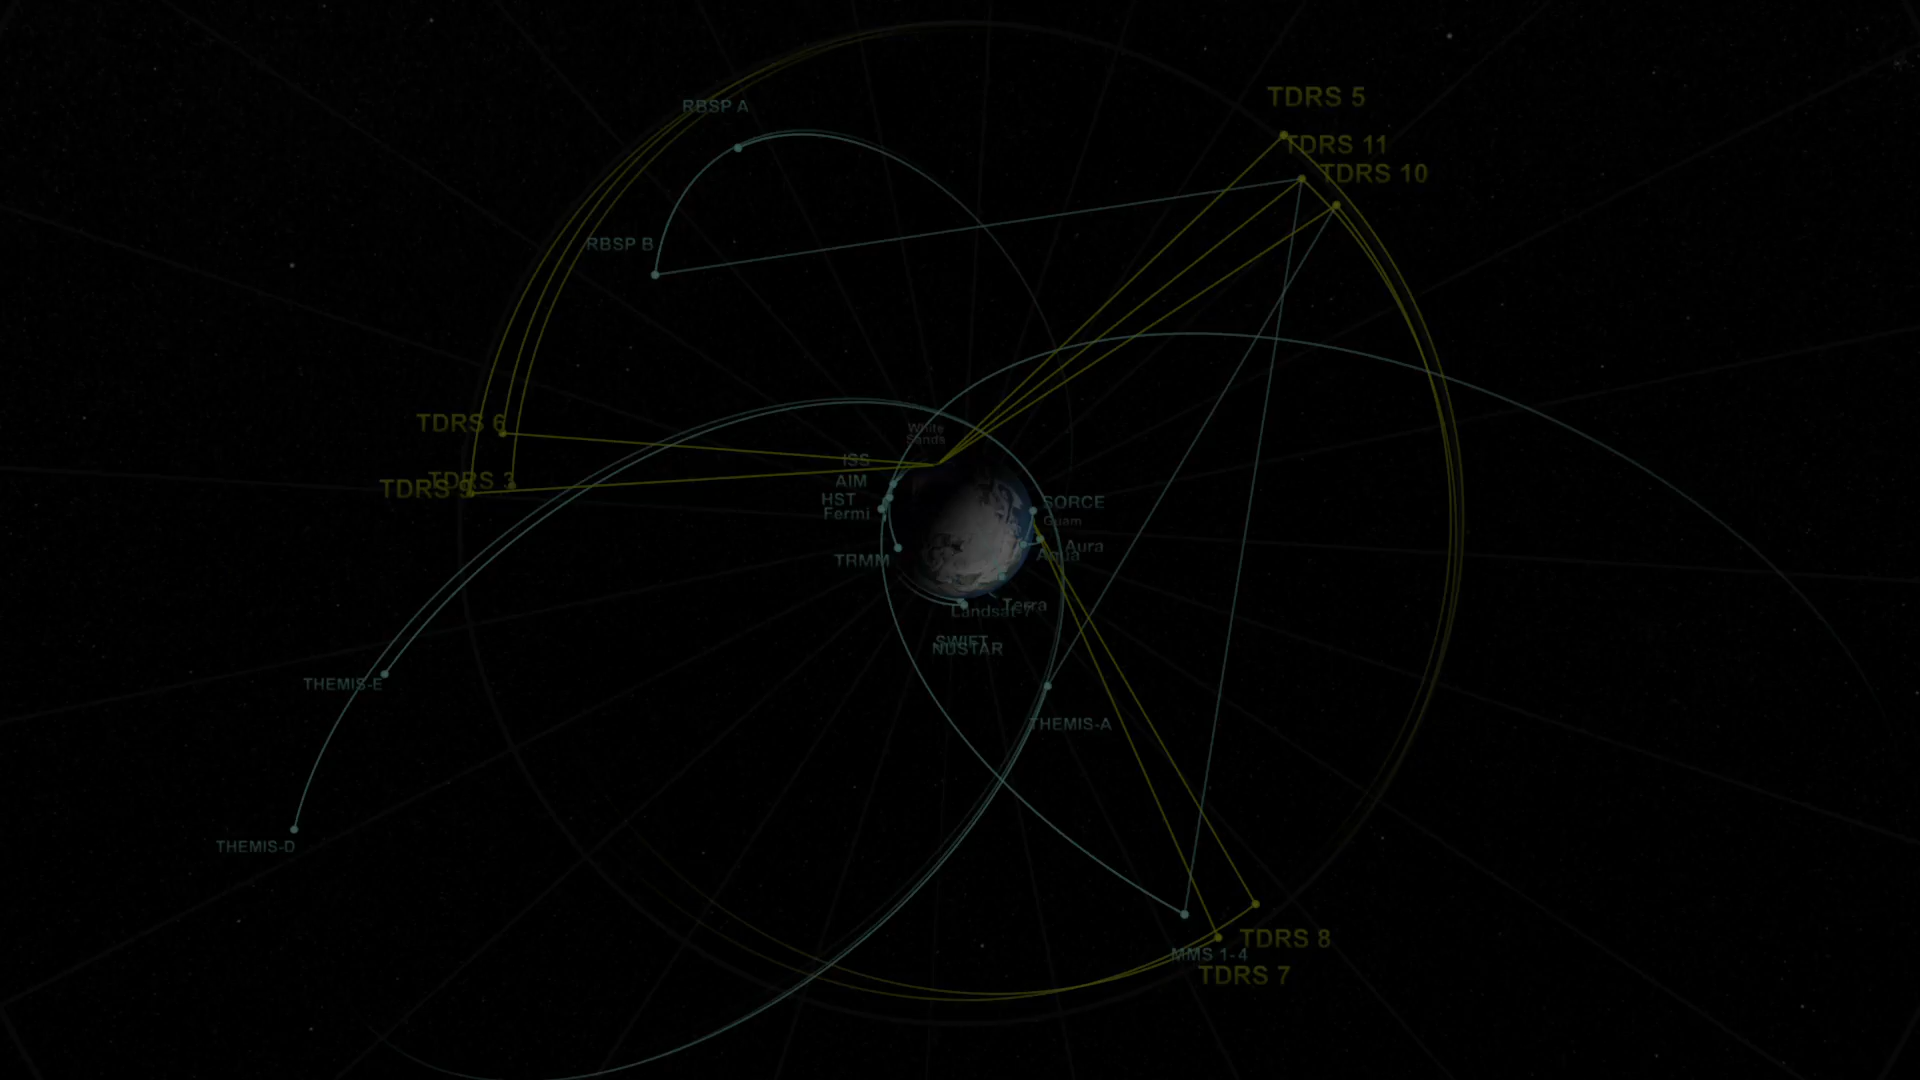 TDRS 5
RBSP A
TDRS 11
TDRS 10
RBSP B
TDRS 6
White
Sands
ISS
TDRS 3
AIM
TDRS 9
HST
SORCE
Fermi
Guam
Aura
Aqua
TRMM
Terra
Landsat-7
SWIFT
NUSTAR
THEMIS-E
THEMIS-A
THEMIS-D
TDRS 8
MMS 1-4
TDRS 7